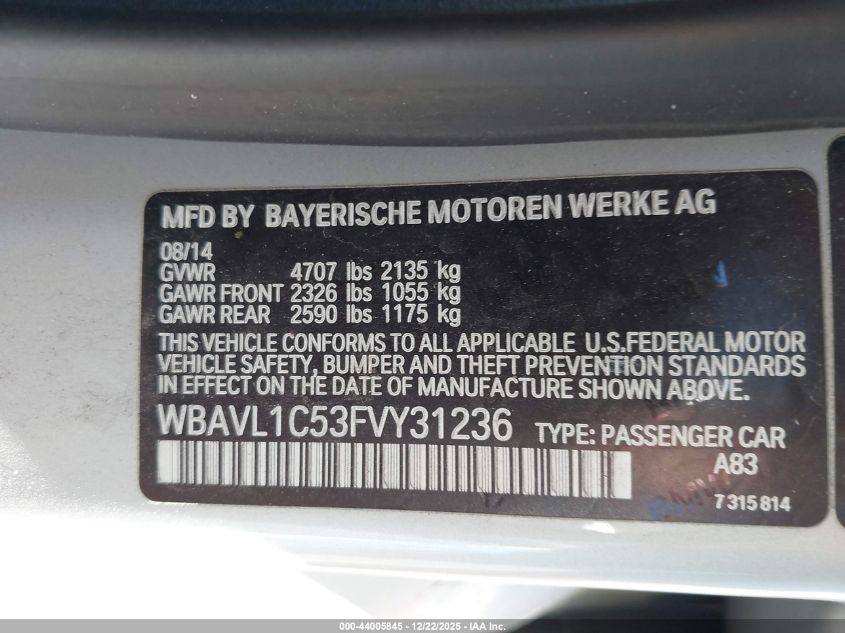 MFD BY BAYERISCHE MOTOREN WERKE AG
08/14
GVWR 4707 lbs 2135 kg
GAWR FRONT 2326 lbs 1055 kg
GAWR REAR 2590 lbs 1175 kg
THIS VEHICLE CONFORMS TO ALL APPLICABLE U.S.FEDERAL MOTOR
VEHICLE SAFETY, BUMPER AND THEFT PREVENTION STANDARDS
IN EFFECT ON THE DATE OF MANUFACTURE SHOWN ABOVE.
WBAVL1C53FVY31236 TYPE: PASSENGER CAR
A83
7 315 814
000-44005845 - 12/22/2025 - WWW.IAAI.COM